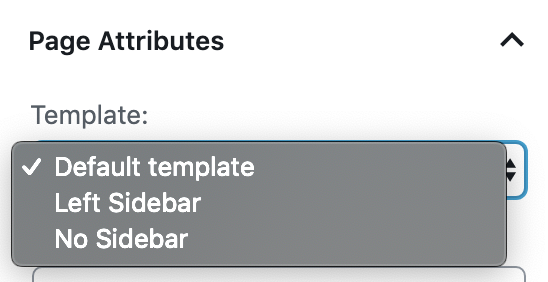 Page Attributes
Template:
Default template
Left Sidebar
No Sidebar